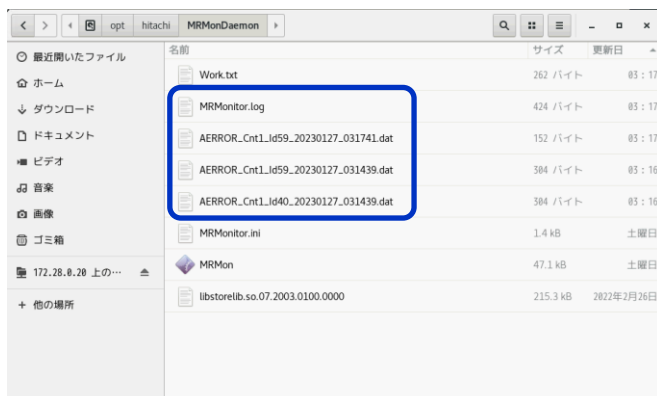 opt hitachi MRMonDaemon
最近開いたファイル
ホーム
ダウンロード
ドキュメント
ビデオ
音楽
画像
ゴミ箱
172.28.0.20 上の…
+ 他の場所
名前 サイズ 更新日
Work.txt 262 バイト 03：17
MRMonitor.log 424 バイト 03：17
AERROR_Cnt1_Id59_20230127_031741.dat 152 バイト 03：17
AERROR_Cnt1_Id59_20230127_031439.dat 304 バイト 03：16
AERROR_Cnt1_Id40_20230127_031439.dat 304 バイト 03：16
MRMonitor.ini 1.4 kB 土曜日
MRMon 47.1 kB 土曜日
libstorelib.so.07.2003.0100.0000 215.3 kB 2022年2月26日